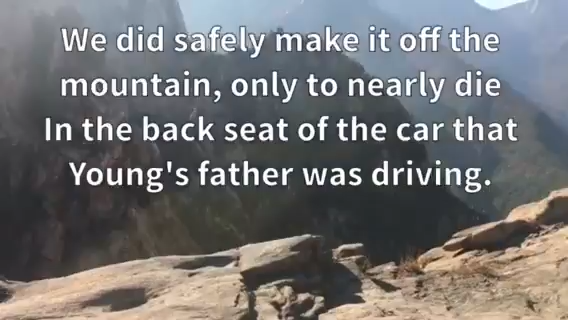 We did safely make it off the
mountain, only to nearly die
In the back seat of the car that
Young's father was driving.